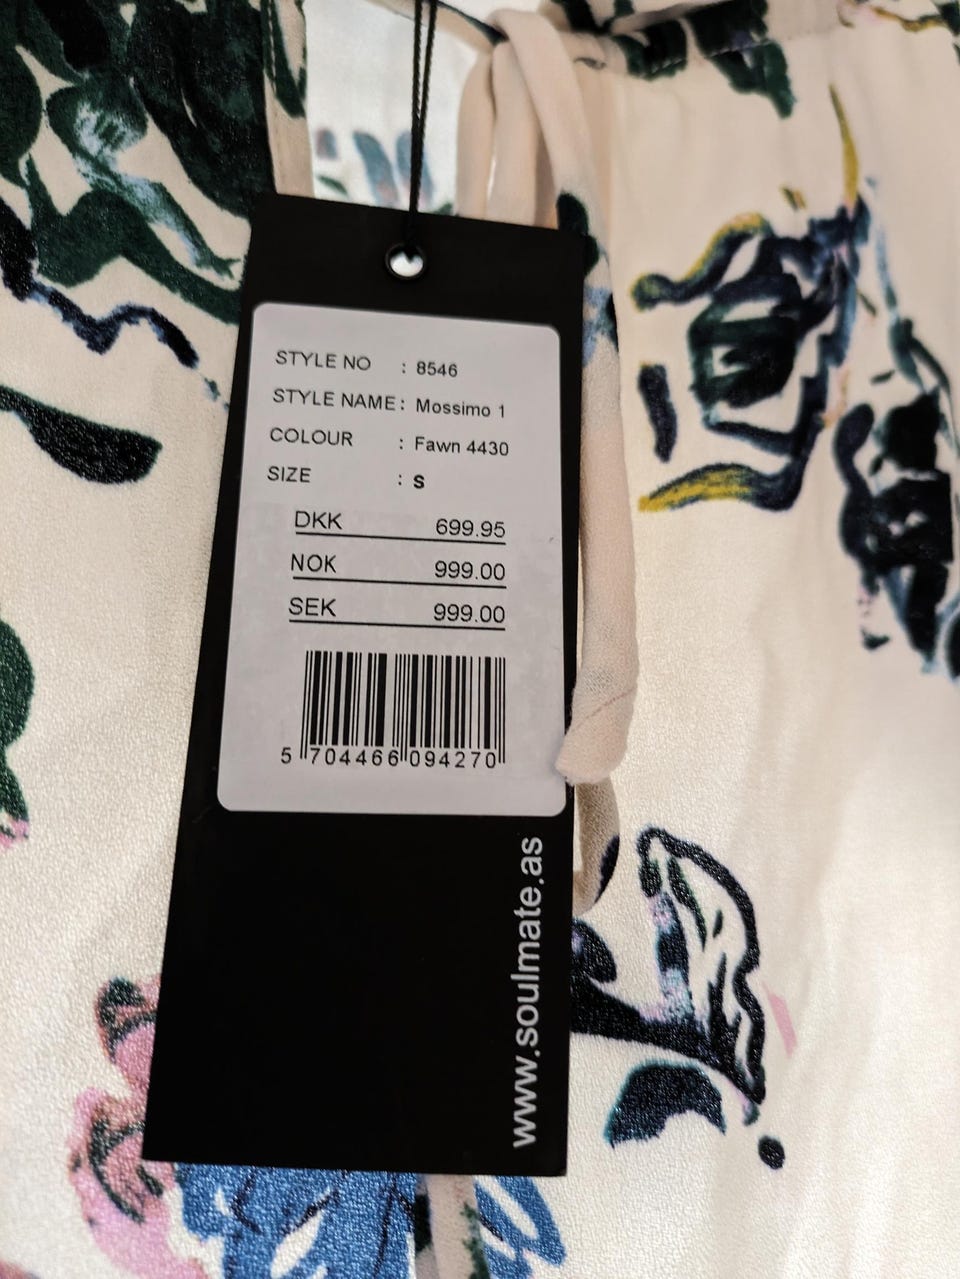 STYLE NO : 8546
STYLE NAME : Mossimo 1
COLOUR : Fawn 4430
SIZE : S
DKK 699.95
NOK 999.00
SEK 999.00
5 704466 094270
www.soulmate.as